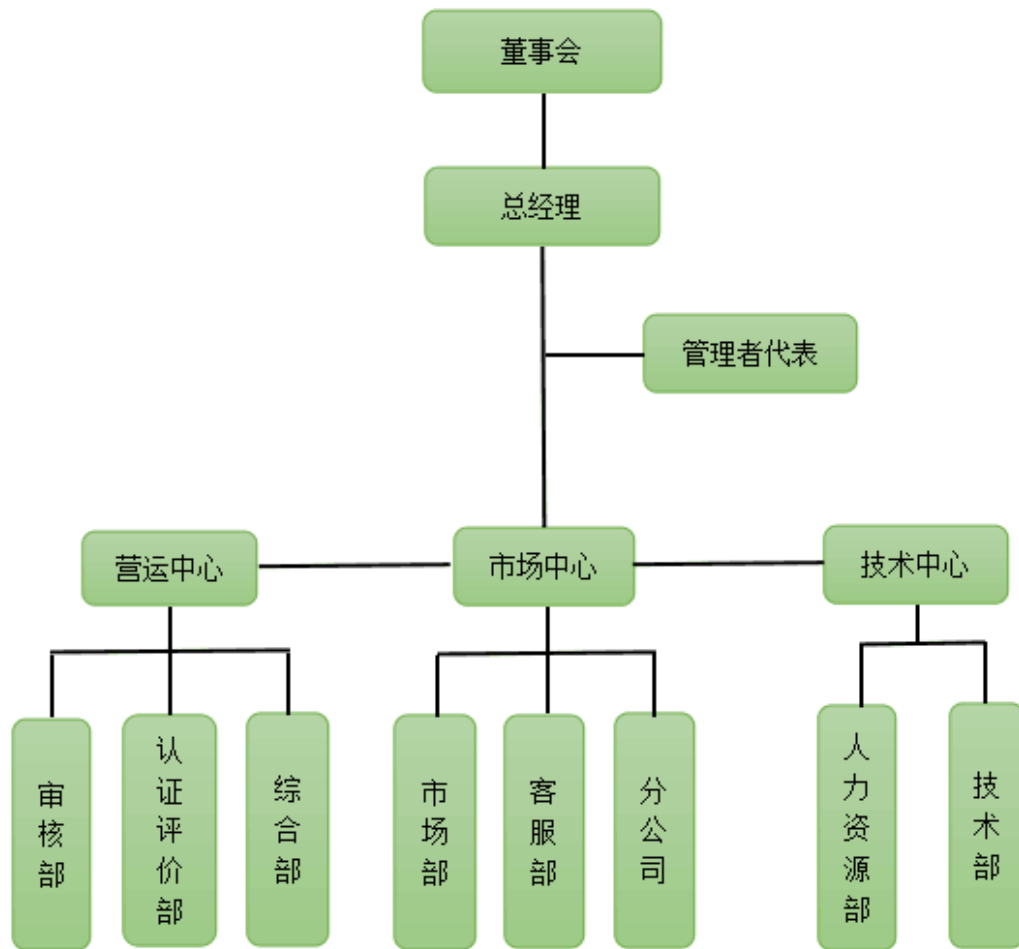 董事会
总经理
管理者代表
营运中心
市场中心
技术中心
审核部
认证评价部
综合部
市场部
客服部
分公司
人力资源部
技术部